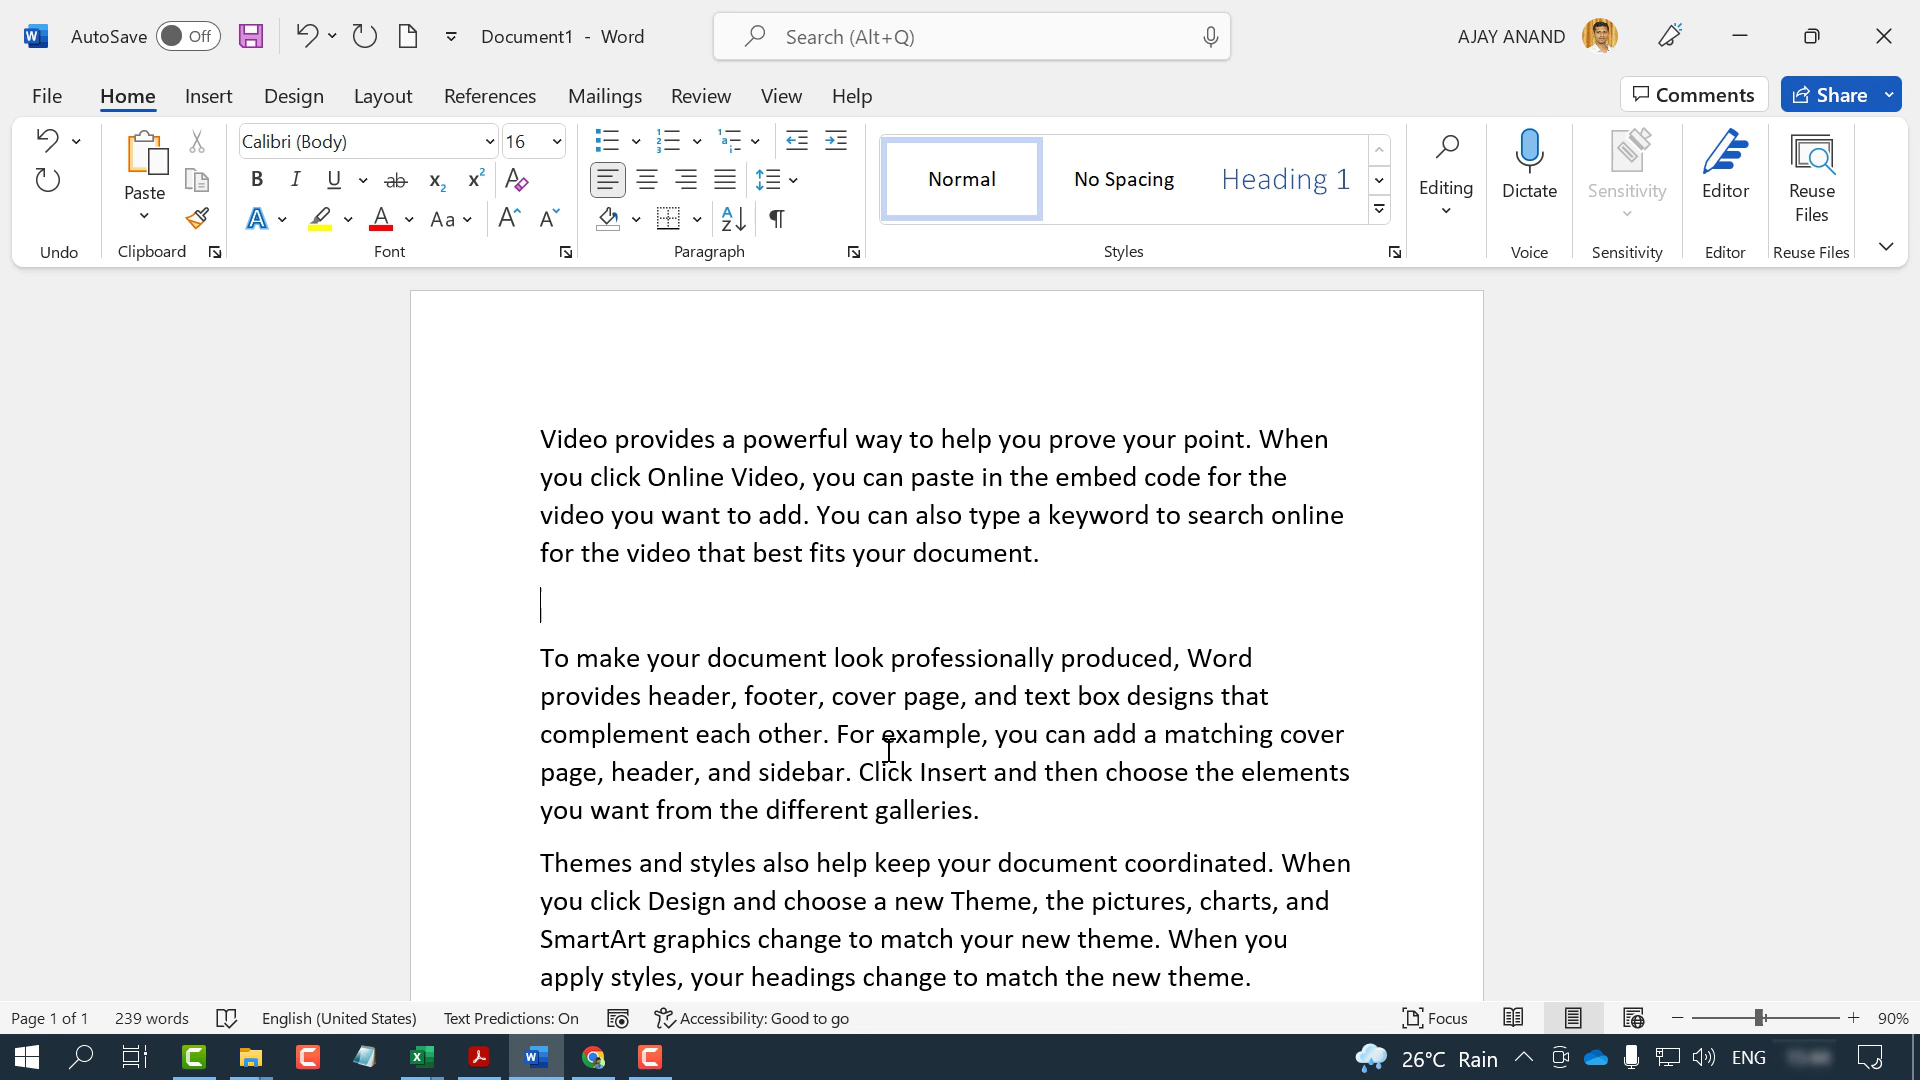 AutoSave Off Document1 - Word Search (Alt+Q) AJAY ANAND
File Home Insert Design Layout References Mailings Review View Help Comments Share
Calibri (Body) 16
Paste
Normal No Spacing Heading 1
Editing Dictate Sensitivity Editor Reuse Files
Undo Clipboard Font Paragraph Styles Voice Sensitivity Editor Reuse Files
Video provides a powerful way to help you prove your point. When
you click Online Video, you can paste in the embed code for the
video you want to add. You can also type a keyword to search online
for the video that best fits your document.
To make your document look professionally produced, Word
provides header, footer, cover page, and text box designs that
complement each other. For example, you can add a matching cover
page, header, and sidebar. Click Insert and then choose the elements
you want from the different galleries.
Themes and styles also help keep your document coordinated. When
you click Design and choose a new Theme, the pictures, charts, and
SmartArt graphics change to match your new theme. When you
apply styles, your headings change to match the new theme.
Page 1 of 1 239 words English (United States) Text Predictions: On Accessibility: Good to go Focus 90%
26°C Rain ENG